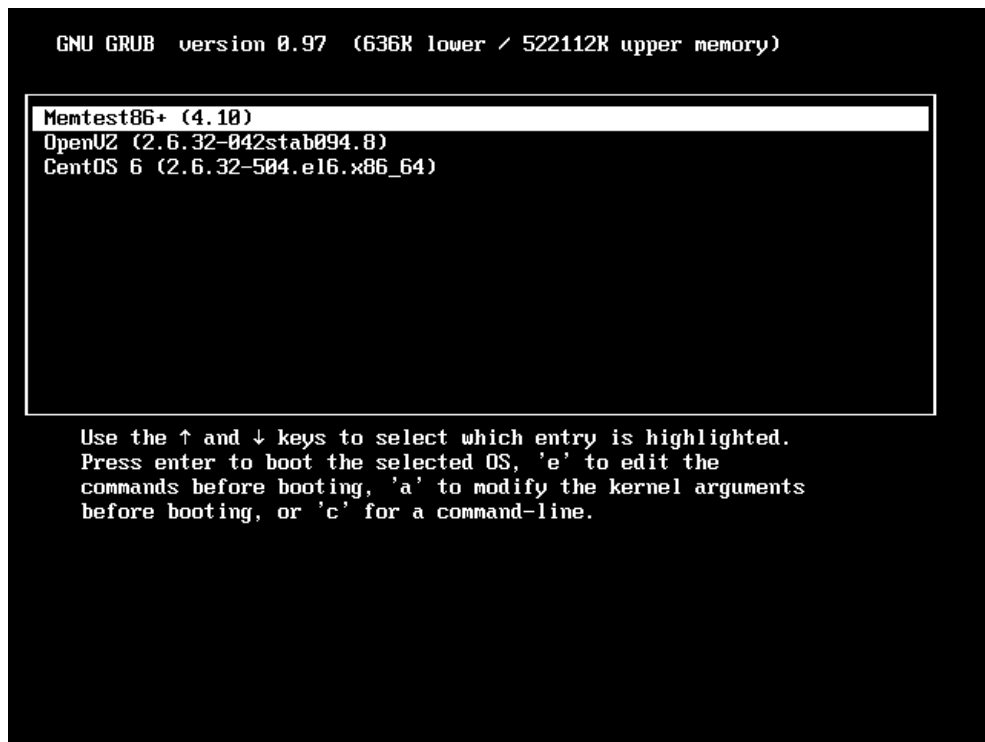 GNU GRUB  version 0.97  (636K lower / 522112K upper memory)
Memtest86+ (4.10)
OpenVZ (2.6.32-042stab094.8)
CentOS 6 (2.6.32-504.el6.x86_64)
Use the ↑ and ↓ keys to select which entry is highlighted.
Press enter to boot the selected OS, 'e' to edit the
commands before booting, 'a' to modify the kernel arguments
before booting, or 'c' for a command-line.